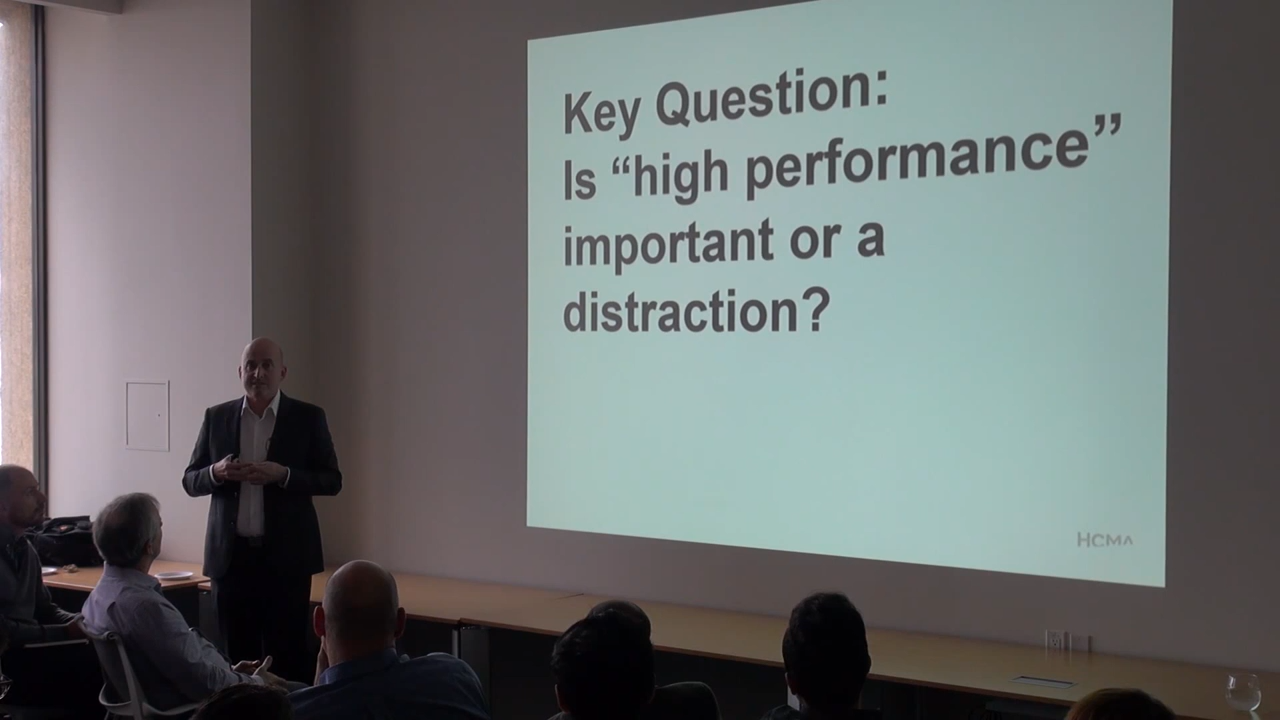 Key Question:
Is “high performance”
important or a
distraction?
HCMA